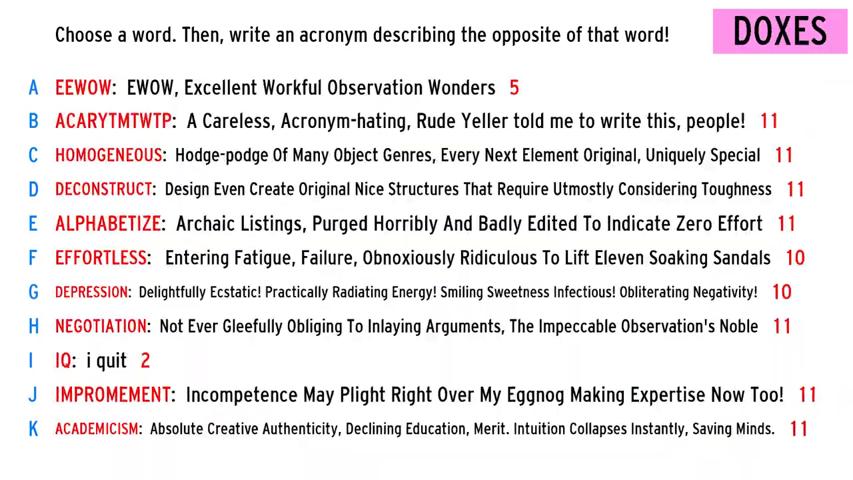 Choose a word. Then, write an acronym describing the opposite of that word!
DOXES
A EEWOW: EWOW, Excellent Workful Observation Wonders 5
B ACARYTMTWTP: A Careless, Acronym-hating, Rude Yeller told me to write this, people! 11
C HOMOGENEOUS: Hodge-podge Of Many Object Genres, Every Next Element Original, Uniquely Special 11
D DECONSTRUCT: Design Even Create Original Nice Structures That Require Utmostly Considering Toughness 11
E ALPHABETIZE: Archaic Listings, Purged Horribly And Badly Edited To Indicate Zero Effort 11
F EFFORTLESS: Entering Fatigue, Failure, Obnoxiously Ridiculous To Lift Eleven Soaking Sandals 10
G DEPRESSION: Delightfully Ecstatic! Practically Radiating Energy! Smiling Sweetness Infectious! Obliterating Negativity! 10
H NEGOTIATION: Not Ever Gleefully Obliging To Inlaying Arguments, The Impeccable Observation's Noble 11
I IQ: i quit 2
J IMPROMEMENT: Incompetence May Plight Right Over My Eggnog Making Expertise Now Too! 11
K ACADEMICISM: Absolute Creative Authenticity, Declining Education, Merit. Intuition Collapses Instantly, Saving Minds. 11